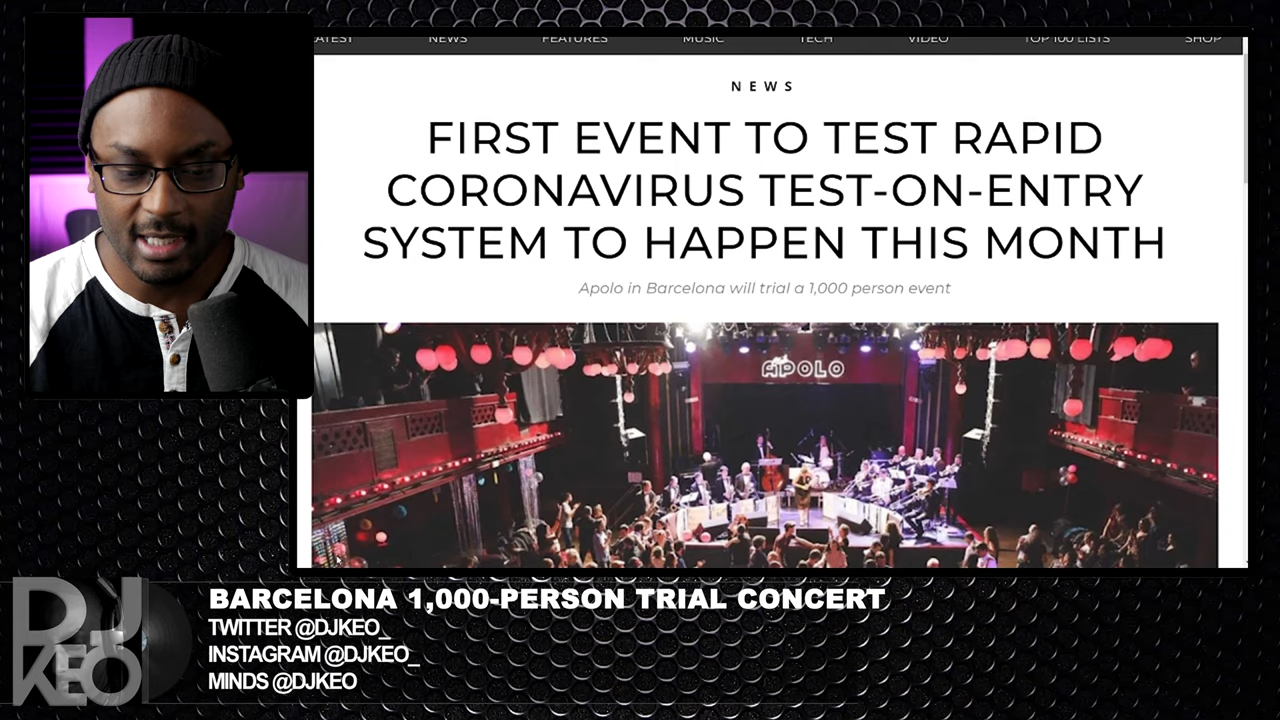 LATEST NEWS FEATURES MUSIC TECH VIDEO TOP 100 LISTS SHOP
NEWS
FIRST EVENT TO TEST RAPID
CORONAVIRUS TEST-ON-ENTRY
SYSTEM TO HAPPEN THIS MONTH
Apolo in Barcelona will trial a 1,000 person event
APOLO
DJ
KEO
BARCELONA 1,000-PERSON TRIAL CONCERT
TWITTER @DJKEO_
INSTAGRAM @DJKEO_
MINDS @DJKEO